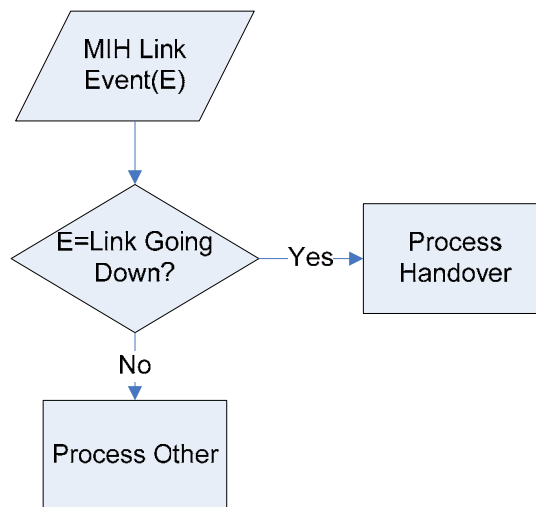 MIH Link
Event(E)
E=Link Going
Down?
Yes
Process
Handover
No
Process Other